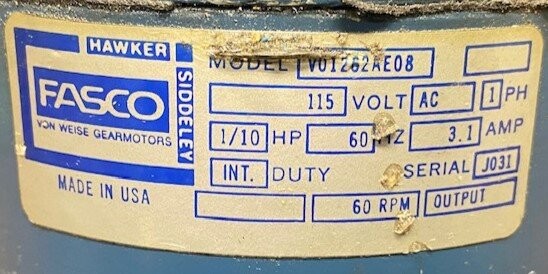 HAWKER
SIDDELEY
FASCO
VON WEISE GEARMOTORS
MADE IN USA
MODEL V01262AE08
115 VOLT AC 1 PH
1/10 HP 60 HZ 3.1 AMP
INT. DUTY SERIAL J03I
60 RPM OUTPUT